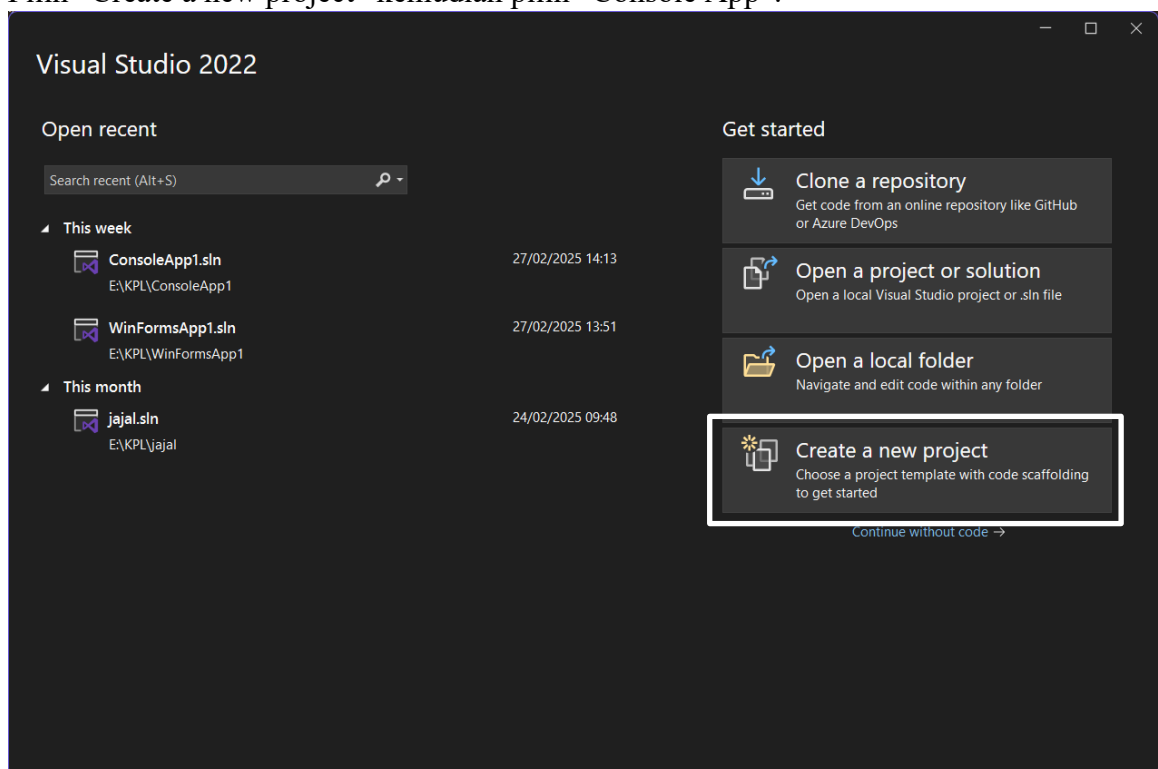 Pilih "Create a new project" kemudian pilih "Console App".
Visual Studio 2022
Open recent
Search recent (Alt+S)
This week
ConsoleApp1.sln
27/02/2025 14:13
E:\KPL\ConsoleApp1
WinFormsApp1.sln
27/02/2025 13:51
E:\KPL\WinFormsApp1
This month
jajal.sln
24/02/2025 09:48
E:\KPL\jajal
Get started
Clone a repository
Get code from an online repository like GitHub
or Azure DevOps
Open a project or solution
Open a local Visual Studio project or .sln file
Open a local folder
Navigate and edit code within any folder
Create a new project
Choose a project template with code scaffolding
to get started
Continue without code →